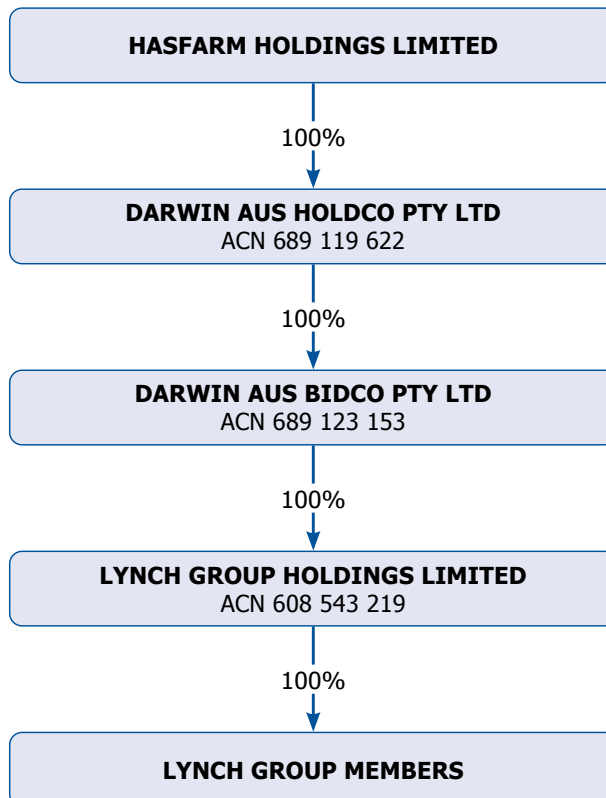 HASFARM HOLDINGS LIMITED
100%
DARWIN AUS HOLDCO PTY LTD
ACN 689 119 622
100%
DARWIN AUS BIDCO PTY LTD
ACN 689 123 153
100%
LYNCH GROUP HOLDINGS LIMITED
ACN 608 543 219
100%
LYNCH GROUP MEMBERS